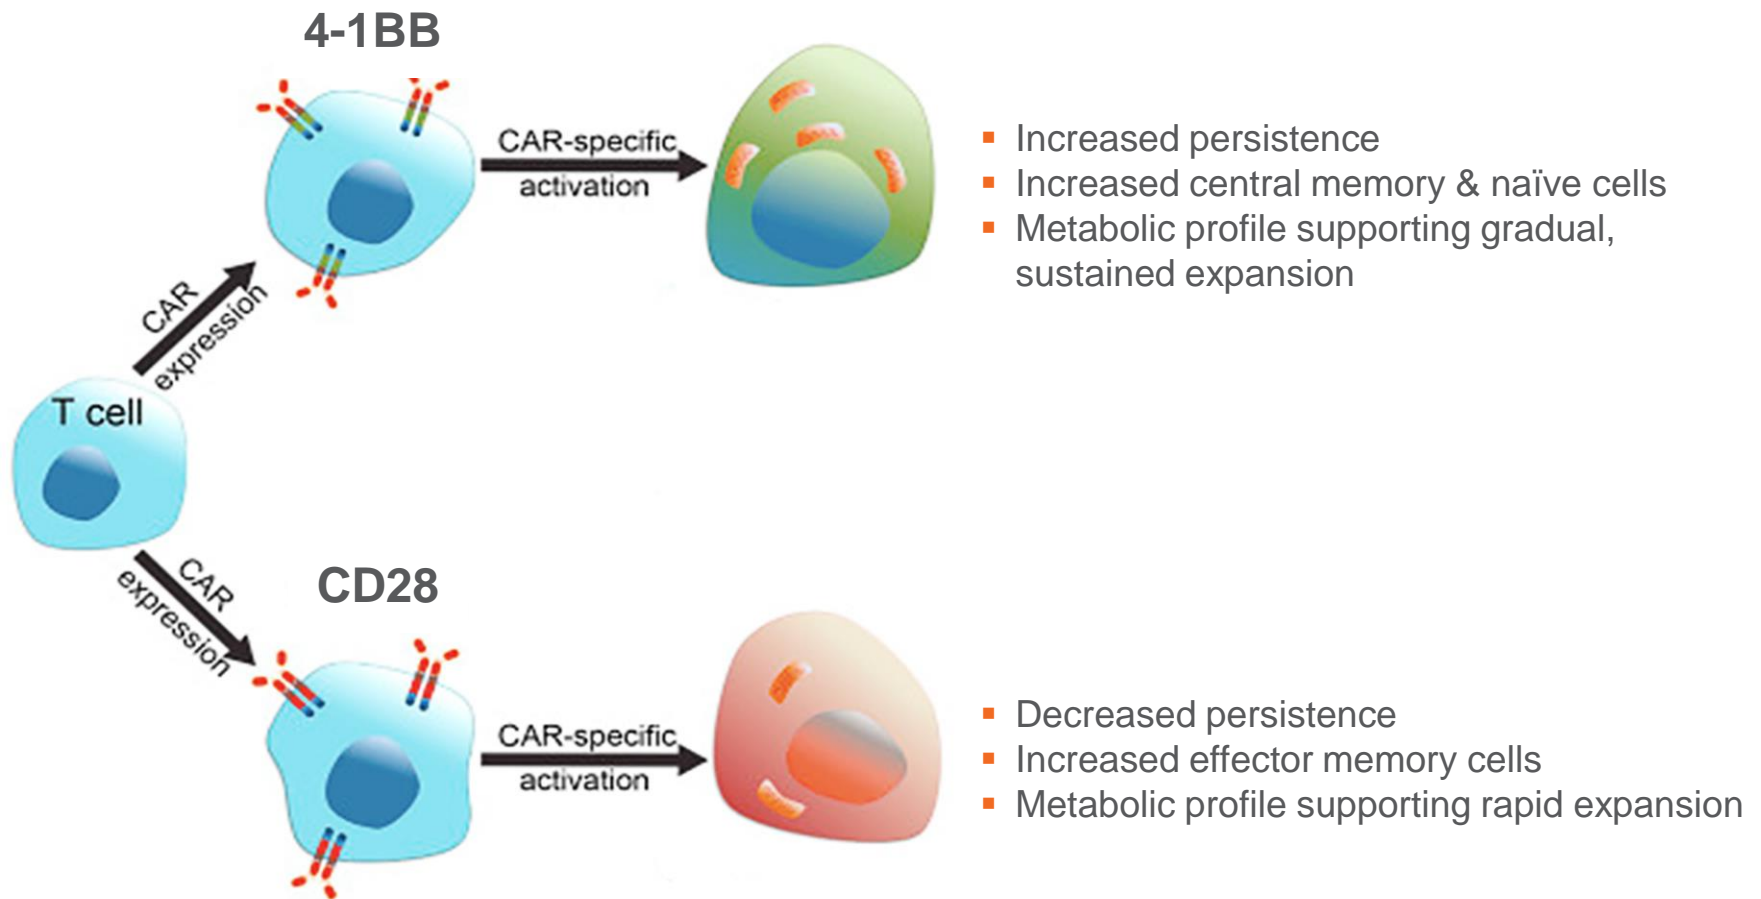 4-1BB
CAR-specific
activation
▪ Increased persistence
▪ Increased central memory & naïve cells
▪ Metabolic profile supporting gradual,
sustained expansion
CAR
expression
T cell
CAR
expression
CD28
CAR-specific
activation
▪ Decreased persistence
▪ Increased effector memory cells
▪ Metabolic profile supporting rapid expansion